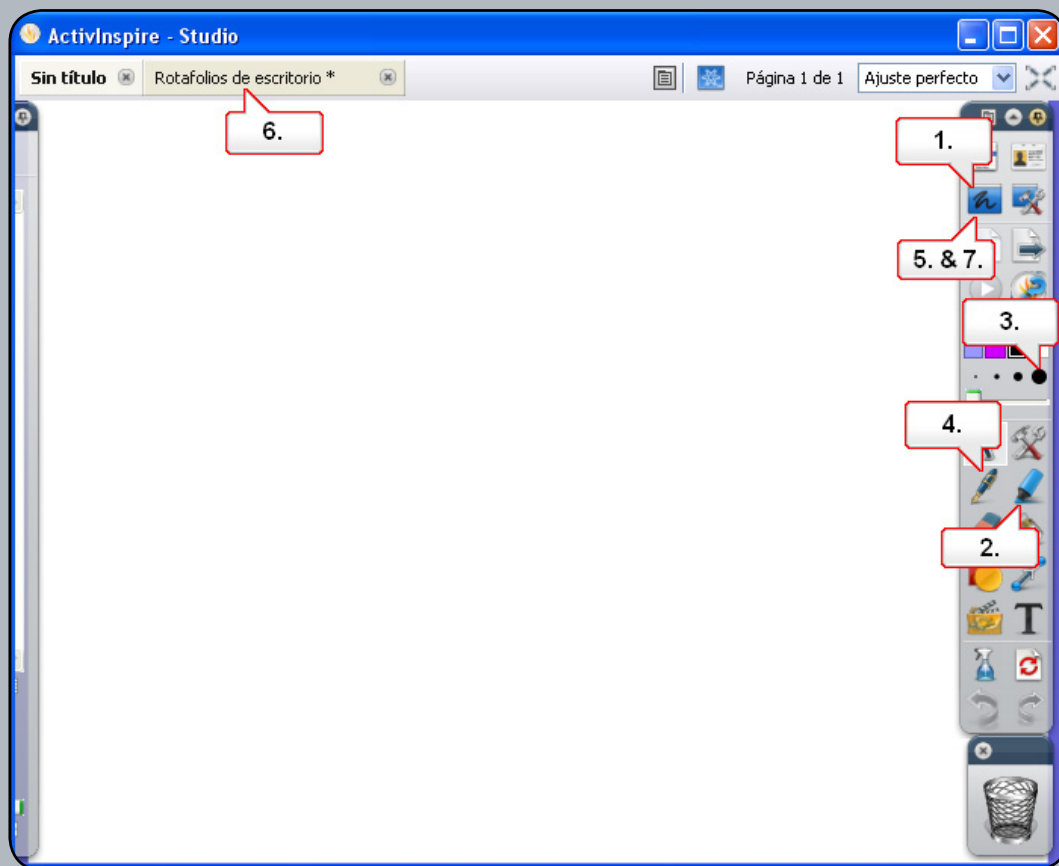 ActivInspire - Studio
Sin título Rotafolios de escritorio * Página 1 de 1 Ajuste perfecto
6.
1.
5. & 7.
3.
4.
2.
T